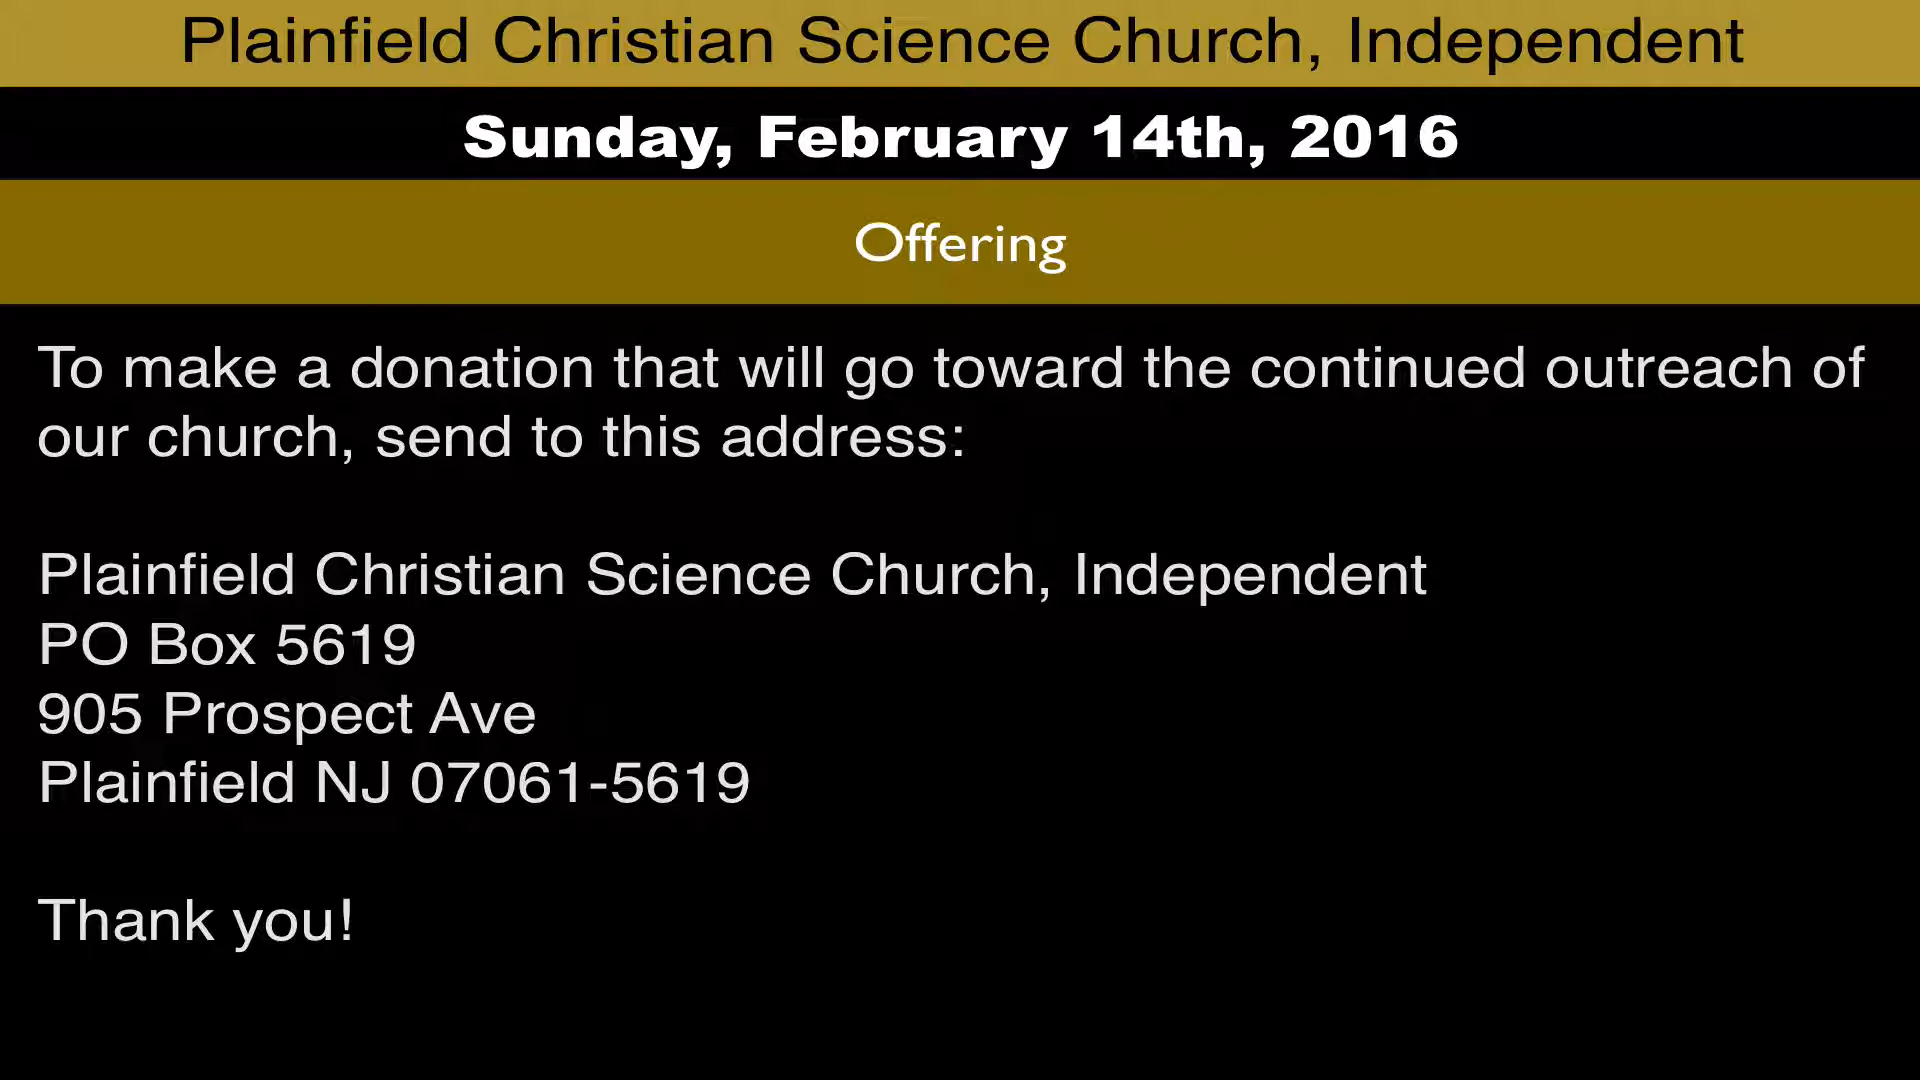 Plainfield Christian Science Church, Independent
Sunday, February 14th, 2016
Offering
To make a donation that will go toward the continued outreach of
our church, send to this address:
Plainfield Christian Science Church, Independent
PO Box 5619
905 Prospect Ave
Plainfield NJ 07061-5619
Thank you!